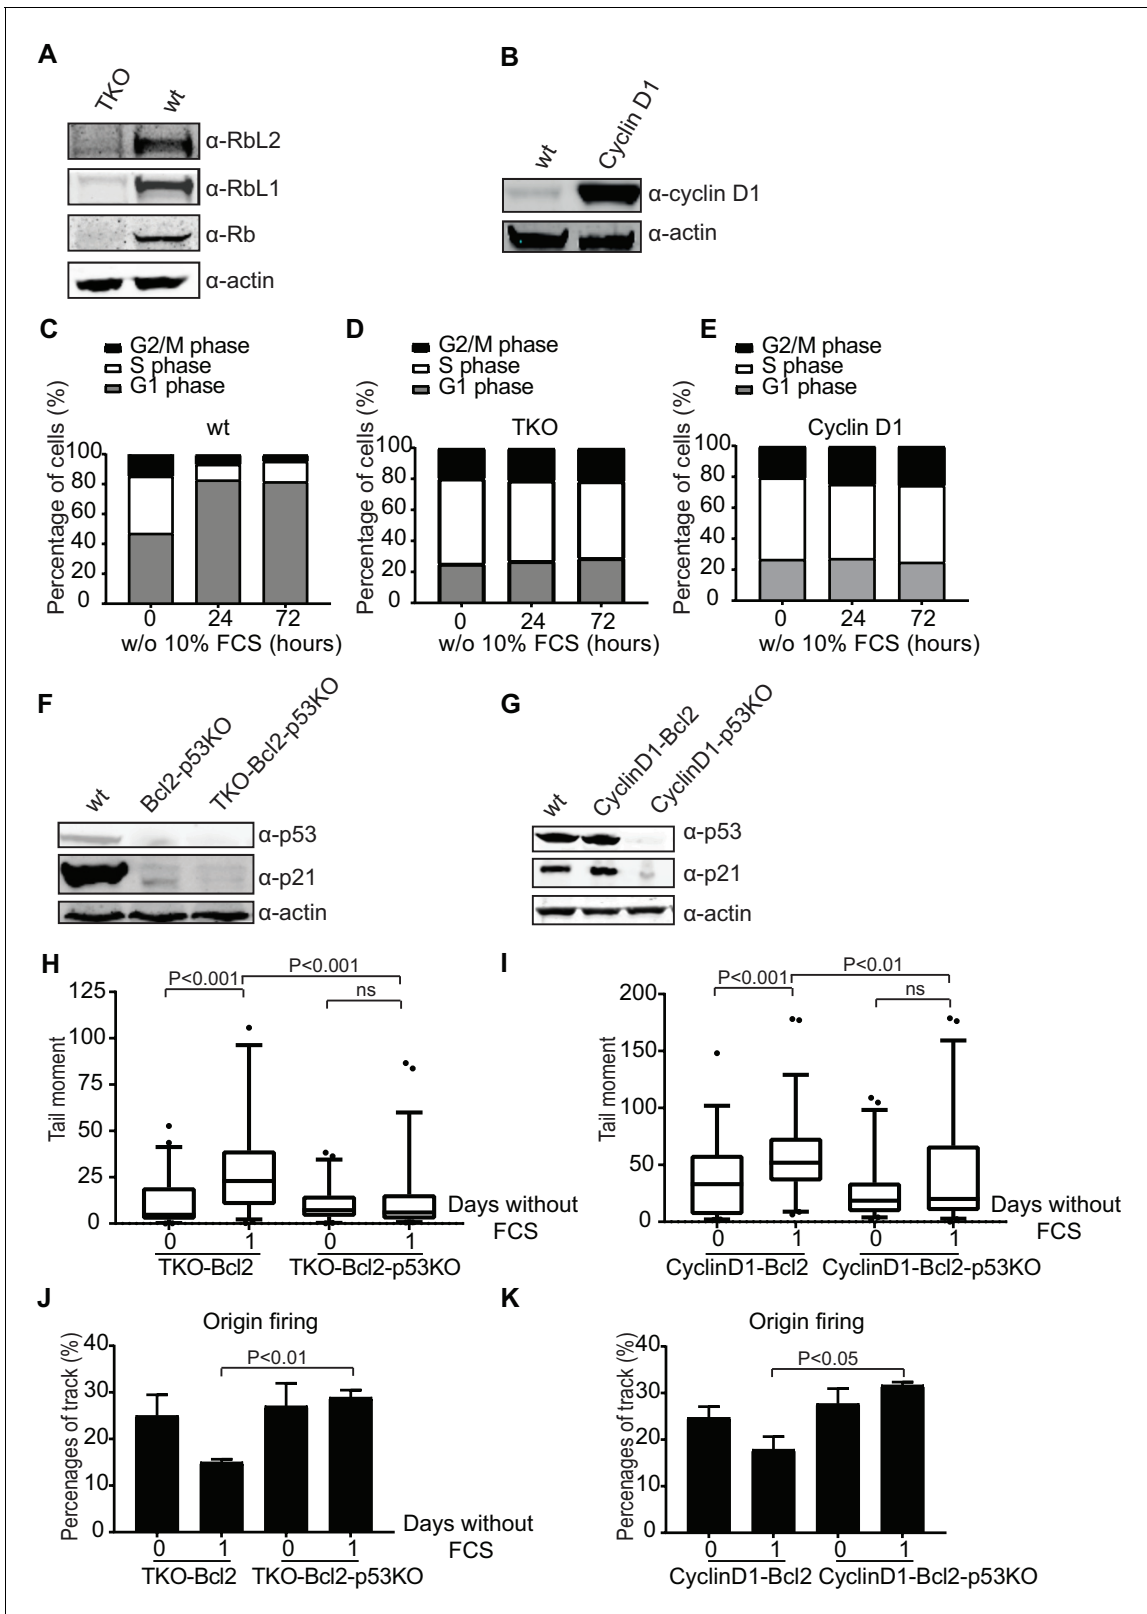 A
TKO
wt
α-RbL2
α-RbL1
α-Rb
α-actin
B
wt
Cyclin D1
α-cyclin D1
α-actin
C
G2/M phase
S phase
G1 phase
wt
Percentage of cells (%)
100
80
60
40
20
0
0 24 72
w/o 10% FCS (hours)
D
G2/M phase
S phase
G1 phase
TKO
Percentage of cells (%)
100
80
60
40
20
0
0 24 72
w/o 10% FCS (hours)
E
G2/M phase
S phase
G1 phase
Cyclin D1
Percentage of cells (%)
100
80
60
40
20
0
0 24 72
w/o 10% FCS (hours)
F
wt
Bcl2-p53KO
TKO-Bcl2-p53KO
α-p53
α-p21
α-actin
G
wt
CyclinD1-Bcl2
CyclinD1-p53KO
α-p53
α-p21
α-actin
H
P<0.001
P<0.001
ns
Tail moment
125
100
75
50
25
0
0 1 0 1
Days without
FCS
TKO-Bcl2 TKO-Bcl2-p53KO
I
P<0.001
P<0.01
ns
Tail moment
200
150
100
50
0
0 1 0 1
Days without
FCS
CyclinD1-Bcl2 CyclinD1-Bcl2-p53KO
J
Origin firing
P<0.01
Percenages of track (%)
40
30
20
10
0
0 1 0 1
Days without
FCS
TKO-Bcl2 TKO-Bcl2-p53KO
K
Origin firing
P<0.05
Percenages of track (%)
40
30
20
10
0
0 1 0 1
CyclinD1-Bcl2 CyclinD1-Bcl2-p53KO